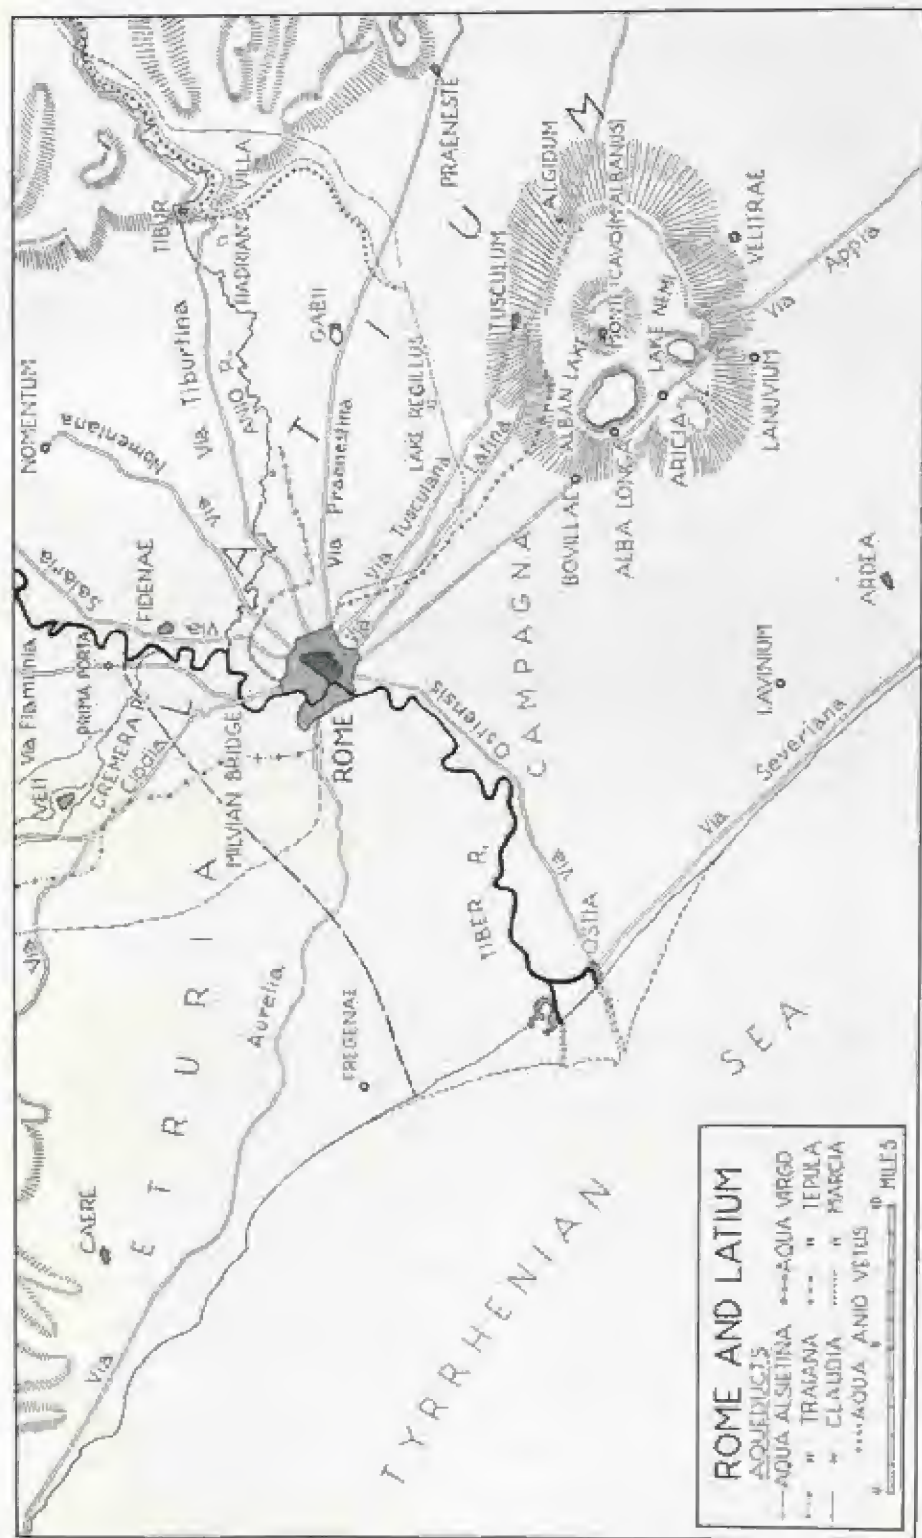 ROME AND LATIUM
AQUEDUCTS
AQUA ALSIETINA
AQUA VIRGO
" TRAIANA
" TEPULA
" CLAUDIA
" MARCIA
AQUA ANIO VETUS
0
10 MILES
TYRRHENIAN
SEA
ETRURIA
LATIUM
CAMPAGNA
CAERE
VEII
Via Flaminia
PRIMA PORTA
CREMERA R.
Via Clodia
MILVIAN BRIDGE
Via Salaria
FIDENAE
NOMENTUM
Via Nomentana
Via Tiburtina
ANIO R.
TIBUR
HADRIAN'S VILLA
GABII
Via Praenestina
PRAENESTE
LAKE REGILLUS
Via Tusculana
Via Latina
TUSCULUM
ALGIDUM
ALBAN LAKE
LAKE NEMI
BOVILLAE
ALBA LONGA
ARICIA
LANUVIUM
VELITRAE
Via Appia
ROME
Via Aurelia
FREGENAE
TIBER R.
Via Ostiensis
OSTIA
Via Severiana
LAVINIUM
ARDEA